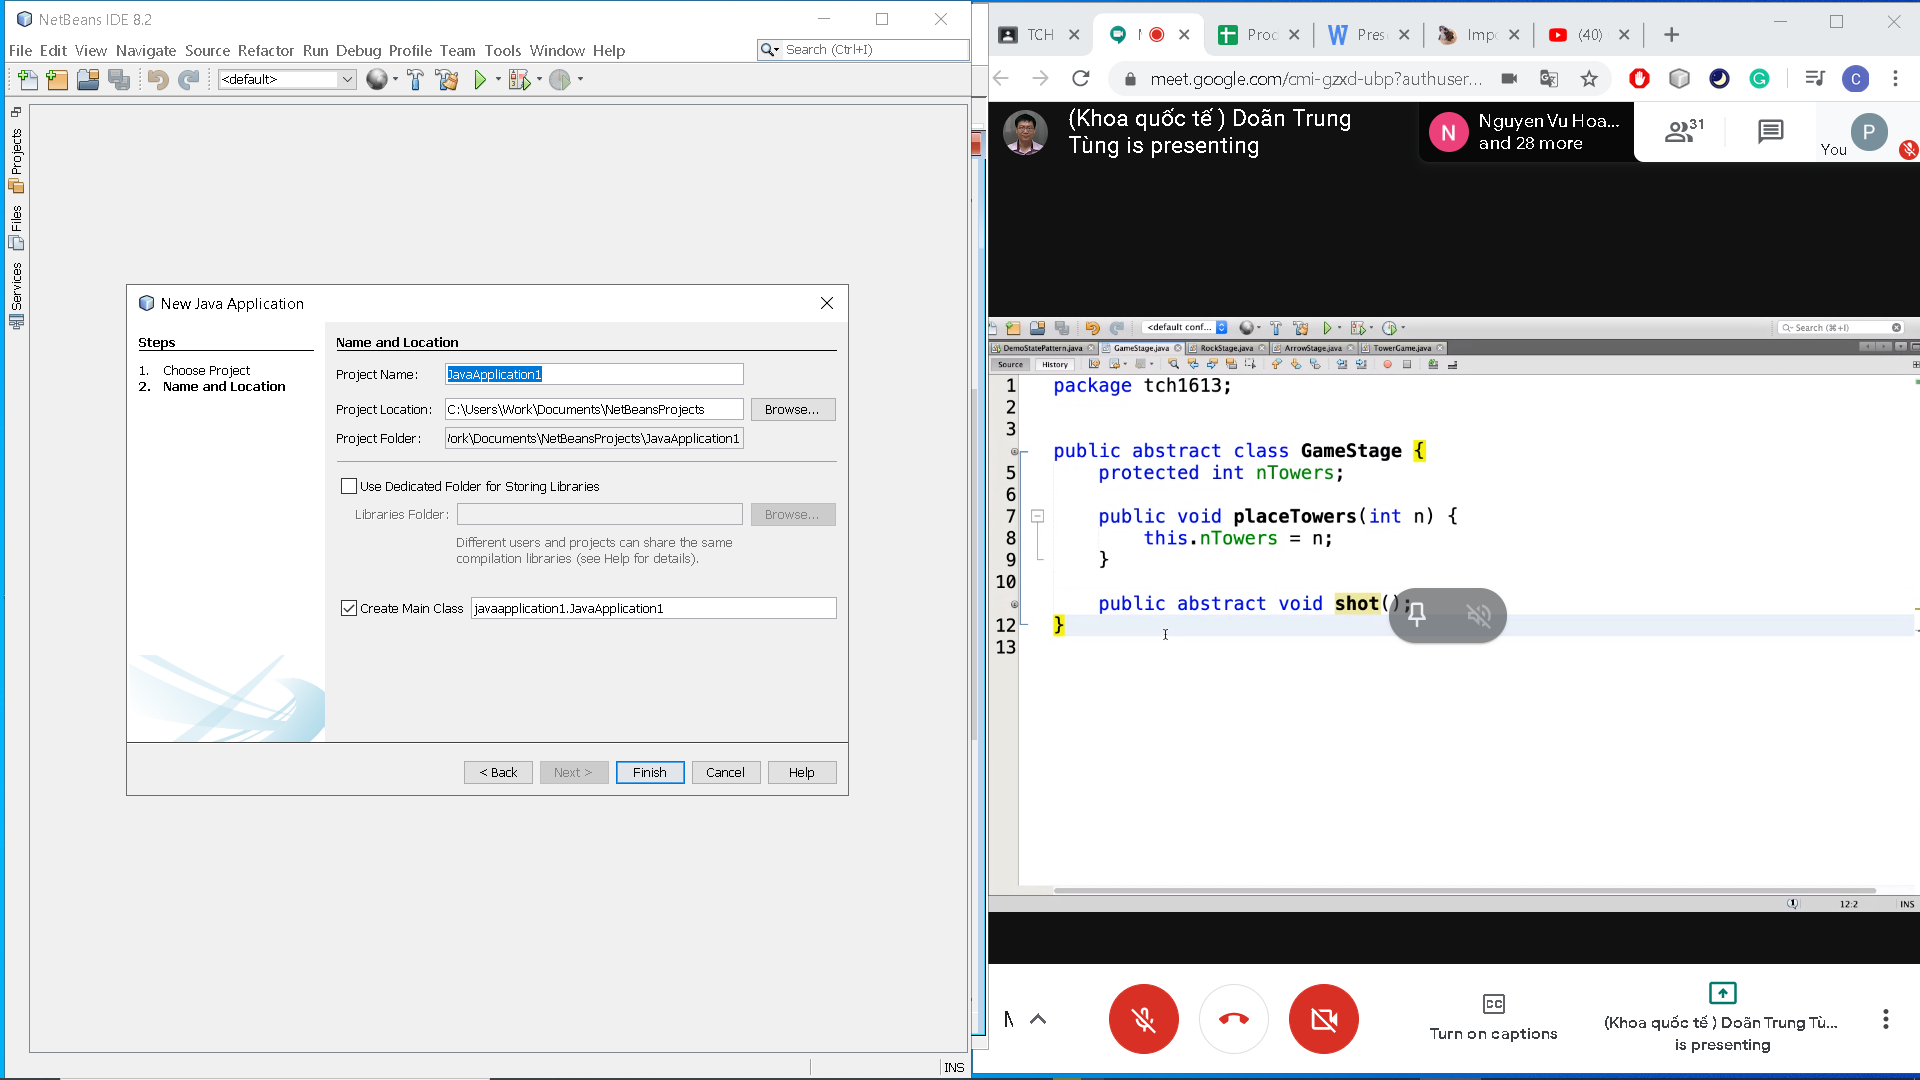 NetBeans IDE 8.2
File Edit View Navigate Source Refactor Run Debug Profile Team Tools Window Help
Search (Ctrl+I)
<default>
Projects
Files
Services
New Java Application
Steps
1. Choose Project
2. Name and Location
Name and Location
Project Name: JavaApplication1
Project Location: C:\Users\Work\Documents\NetBeansProjects Browse...
Project Folder: ork\Documents\NetBeansProjects\JavaApplication1
Use Dedicated Folder for Storing Libraries
Libraries Folder: Browse...
Different users and projects can share the same
compilation libraries (see Help for details).
Create Main Class javaapplication1.JavaApplication1
< Back Next > Finish Cancel Help
INS
TCH
Proc
Pres
Imp
(40)
meet.google.com/cmi-gzxd-ubp?authuser...
C
(Khoa quốc tế ) Doãn Trung
Tùng is presenting
N
Nguyen Vu Hoa...
and 28 more
31
You
P
<default conf...
Search (⌘+I)
DemoStatePattern.java GameStage.java RockStage.java ArrowStage.java TowerGame.java
Source History
1 package tch1613;
2
3
public abstract class GameStage {
5 protected int nTowers;
6
7 public void placeTowers(int n) {
8 this.nTowers = n;
9 }
10
public abstract void shot();
12 }
13
12:2 INS
Turn on captions
(Khoa quốc tế ) Doãn Trung Tù...
is presenting